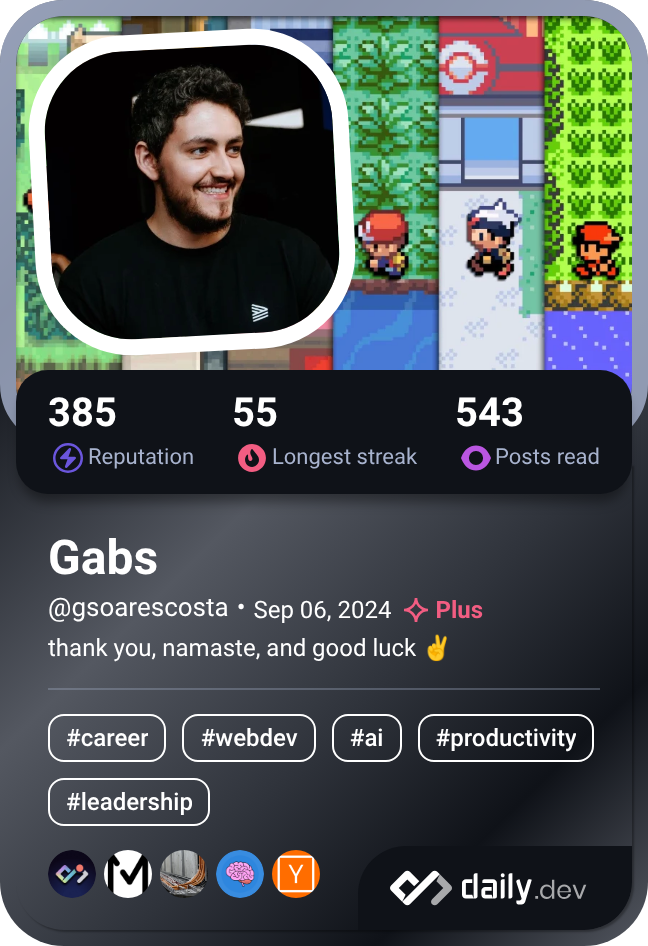 385 55 543
Reputation Longest streak Posts read
Gabs
@gsoarescosta • Sep 06, 2024 Plus
thank you, namaste, and good luck ✌️
#career #webdev #ai #productivity
#leadership
Y
daily.dev